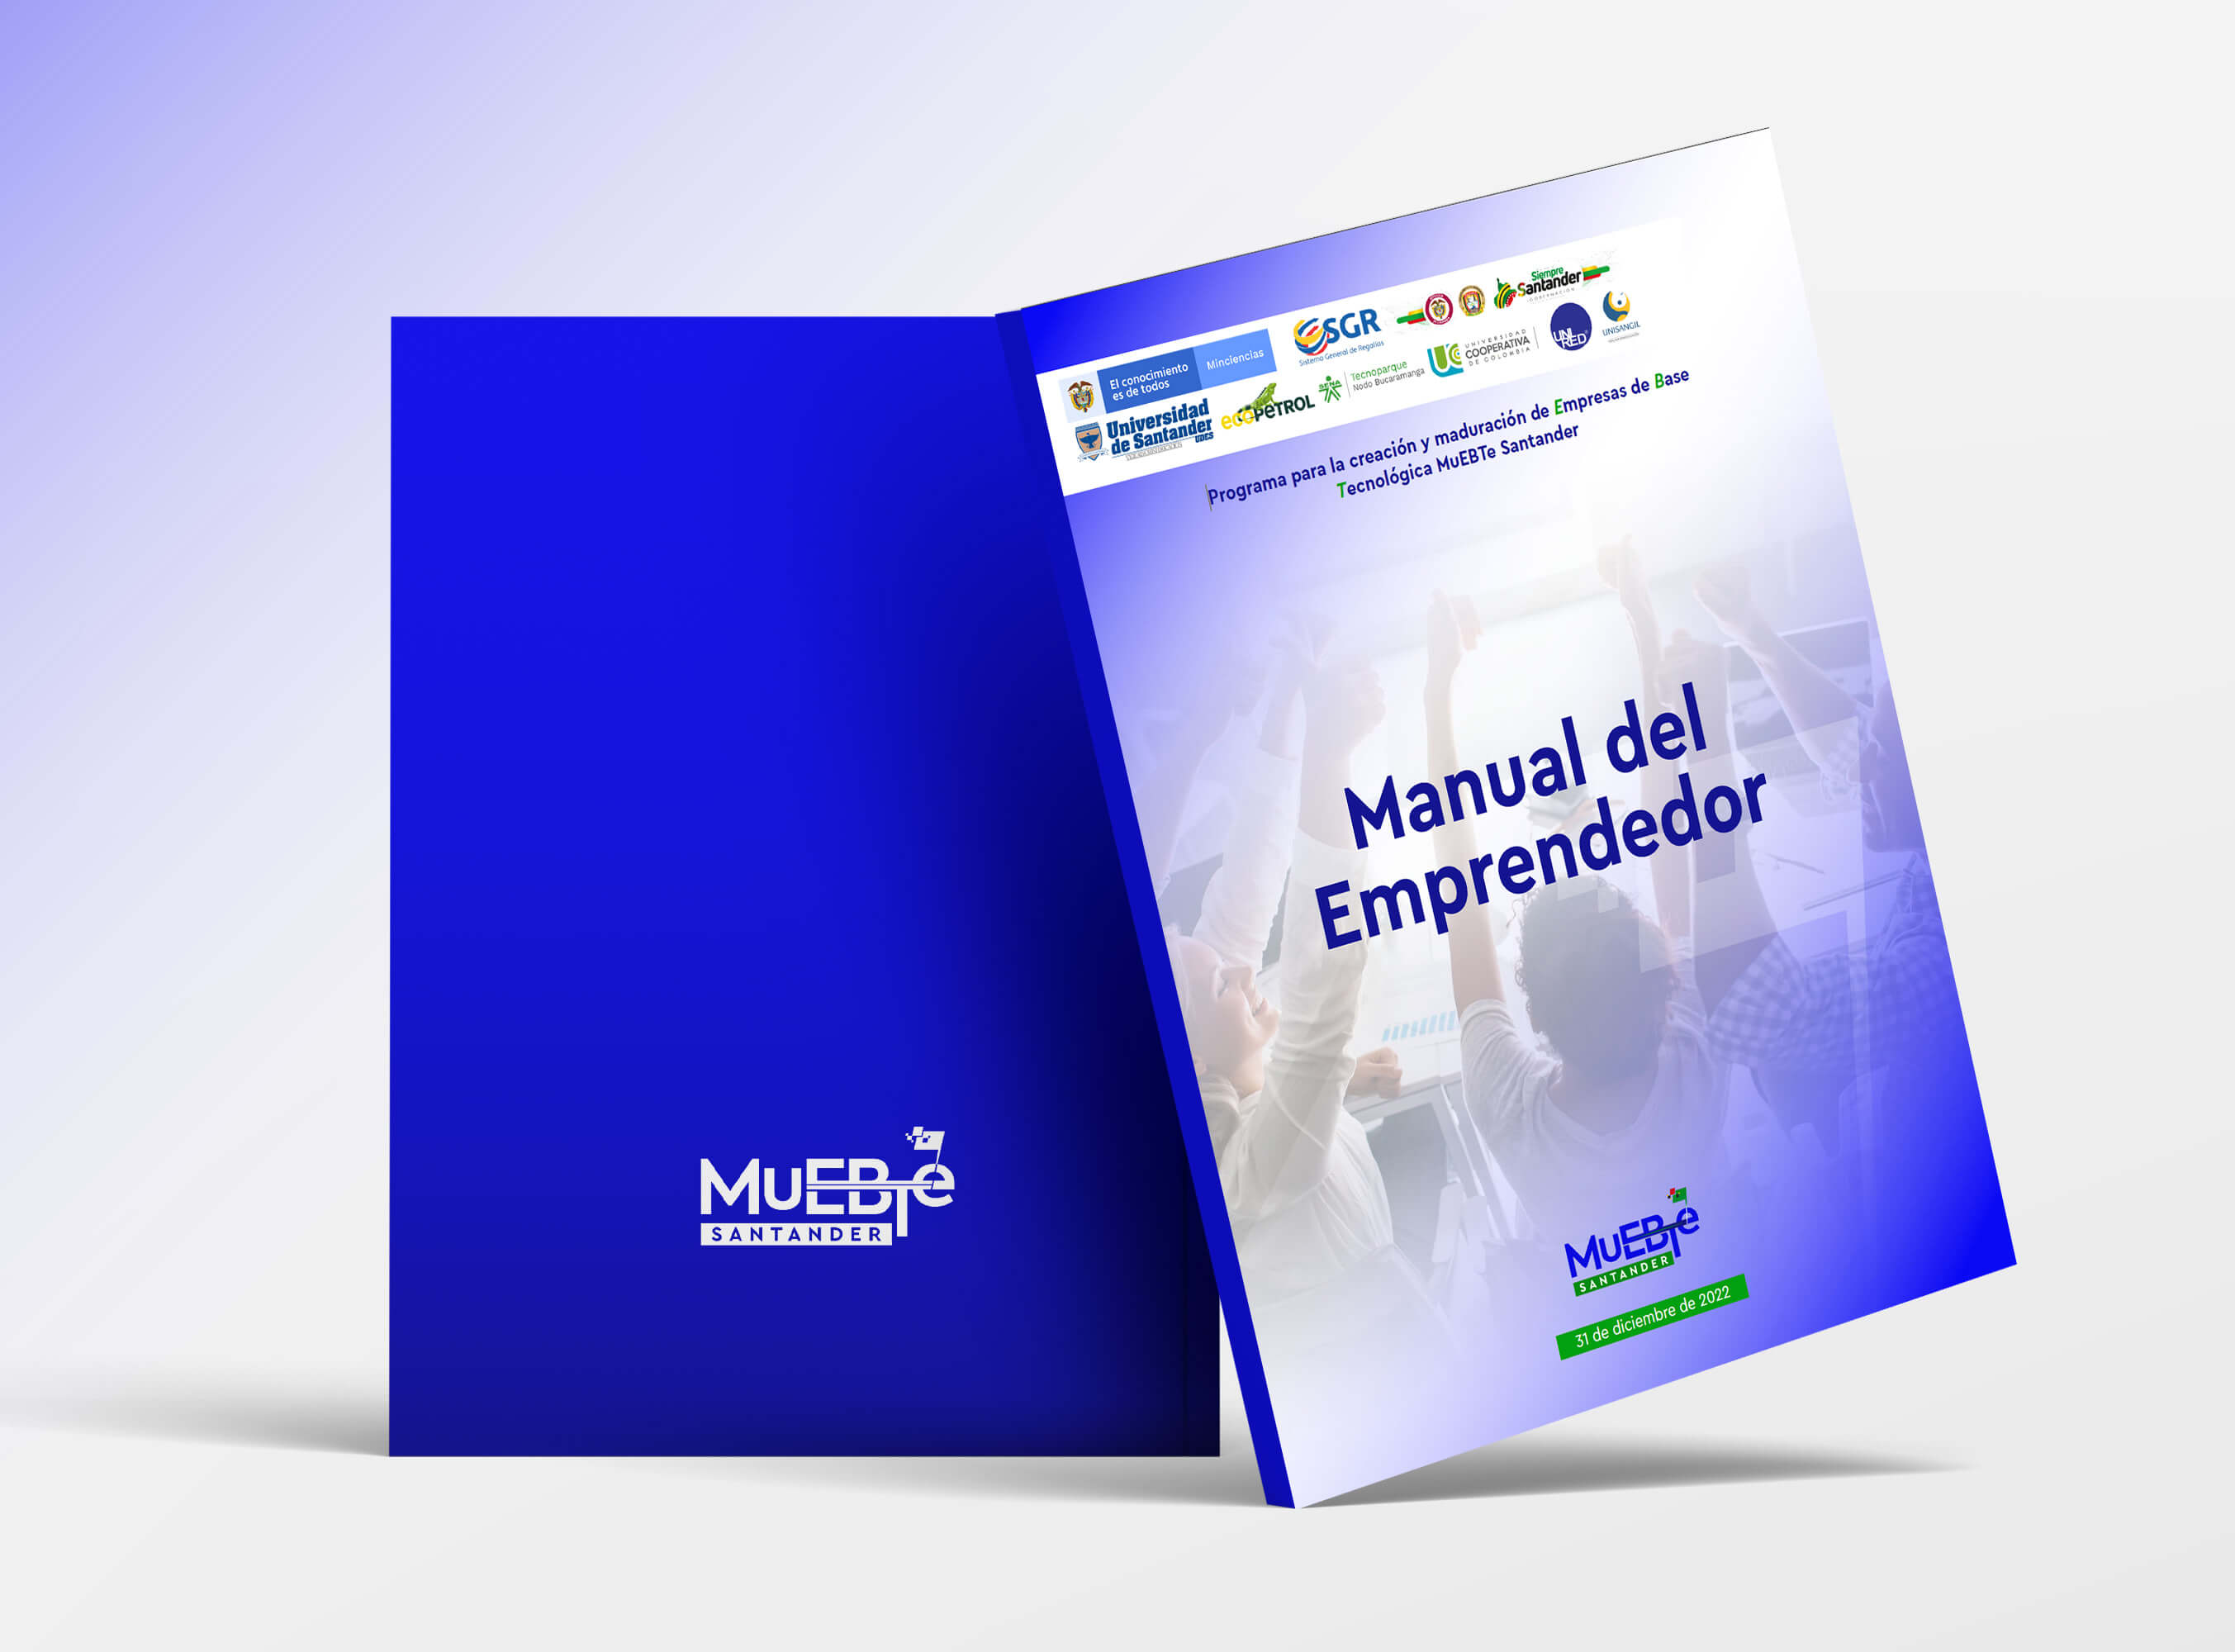 El conocimiento
es de todos
Minciencias
SGR
Sistema General de Regalías
Siempre
Santander
GOBERNACIÓN
Universidad
de Santander
UDES
ecoPETROL
SENA
Tecnoparque
Nodo Bucaramanga
UCC
UNIVERSIDAD
COOPERATIVA
DE COLOMBIA
UNIRED
UNISANGIL
Programa para la creación y maduración de Empresas de Base
Tecnológica MuEBTe Santander
Manual del
Emprendedor
MuEBTe
SANTANDER
31 de diciembre de 2022
MuEBTe
SANTANDER